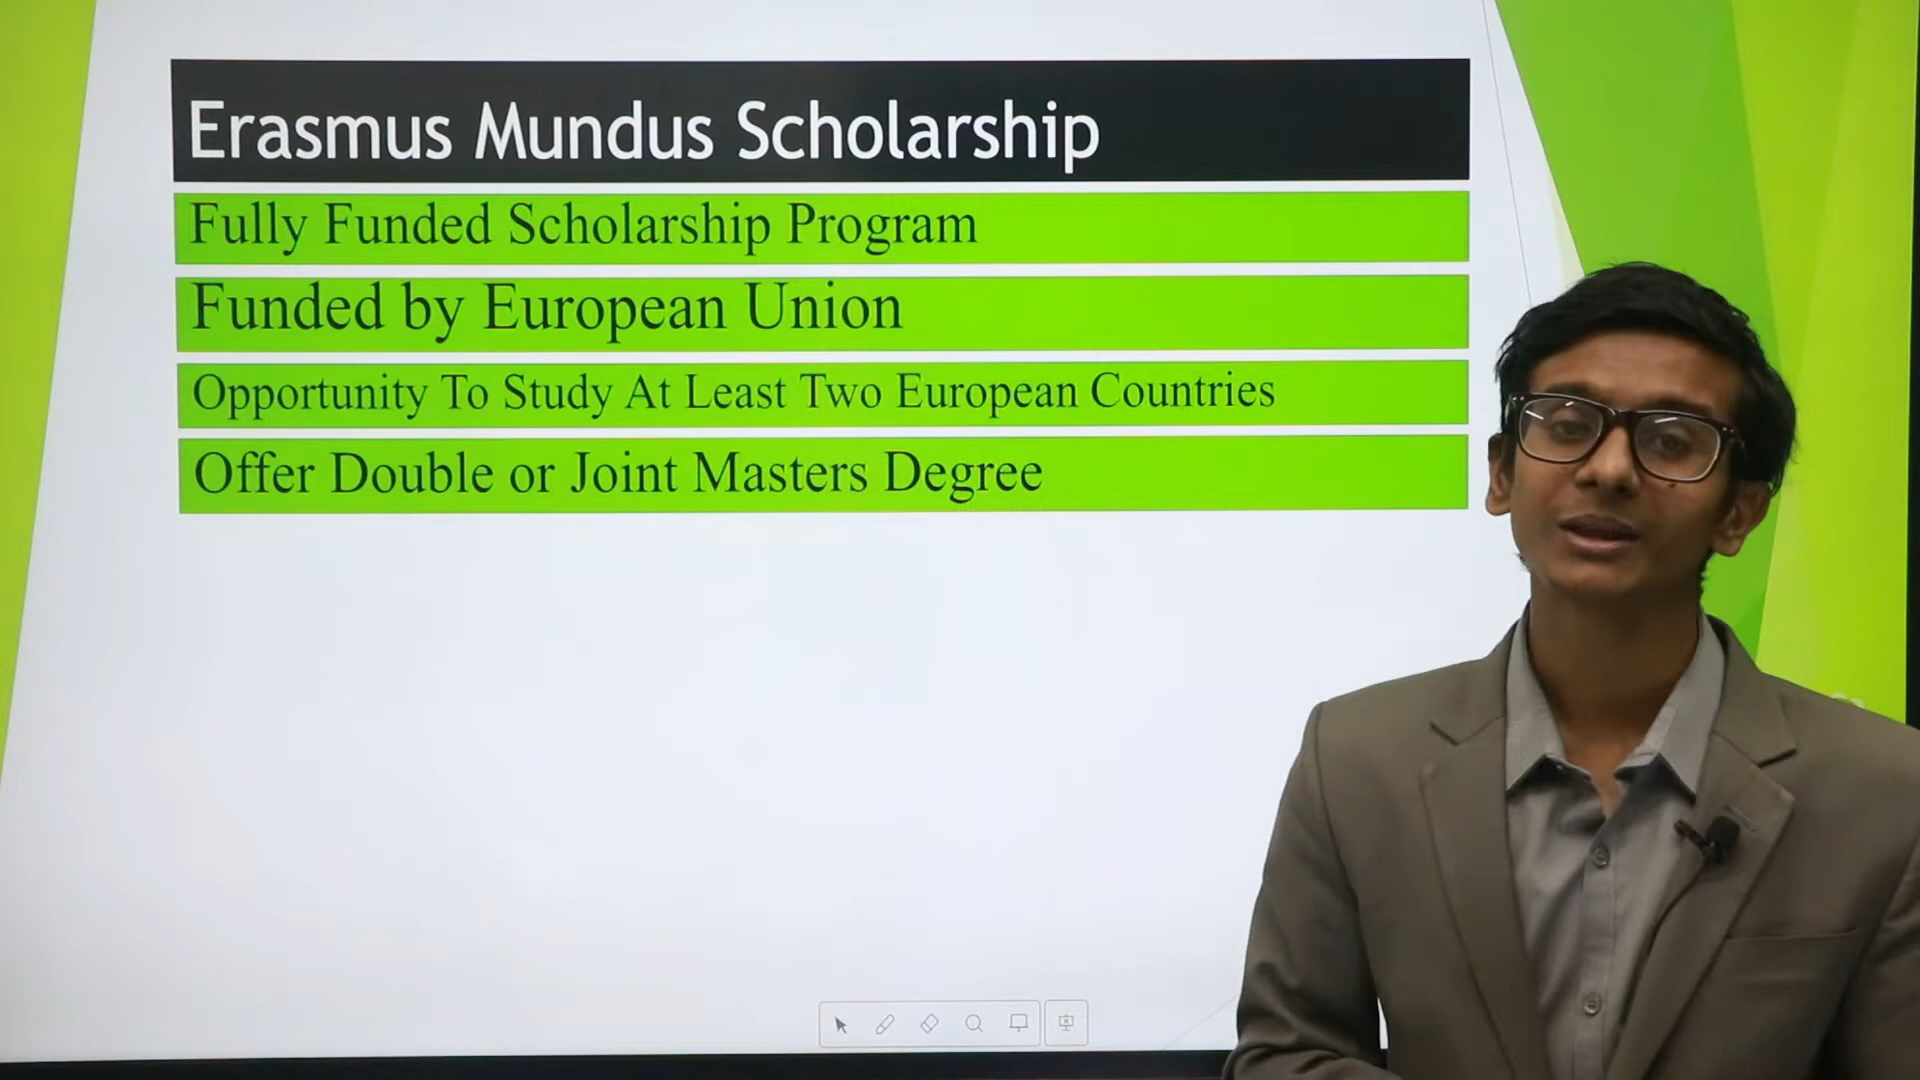 Erasmus Mundus Scholarship
Fully Funded Scholarship Program
Funded by European Union
Opportunity To Study At Least Two European Countries
Offer Double or Joint Masters Degree